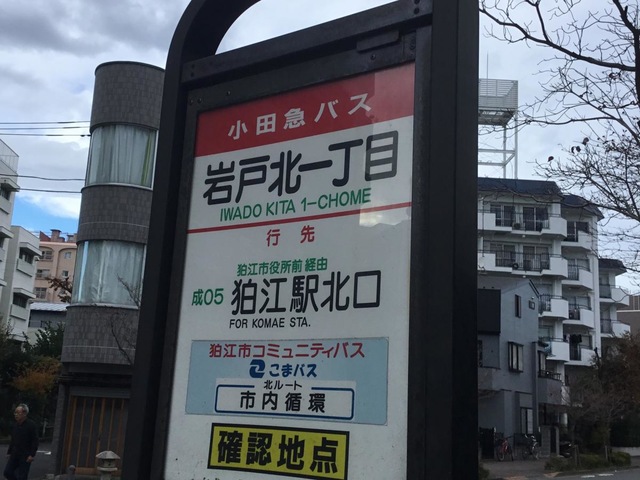 小田急バス
岩戸北一丁目
IWADO KITA 1-CHOME
行先
狛江市役所前 経由
成05 狛江駅北口
FOR KOMAE STA.
狛江市コミュニティバス
こまバス
北ルート
市内循環
確認地点